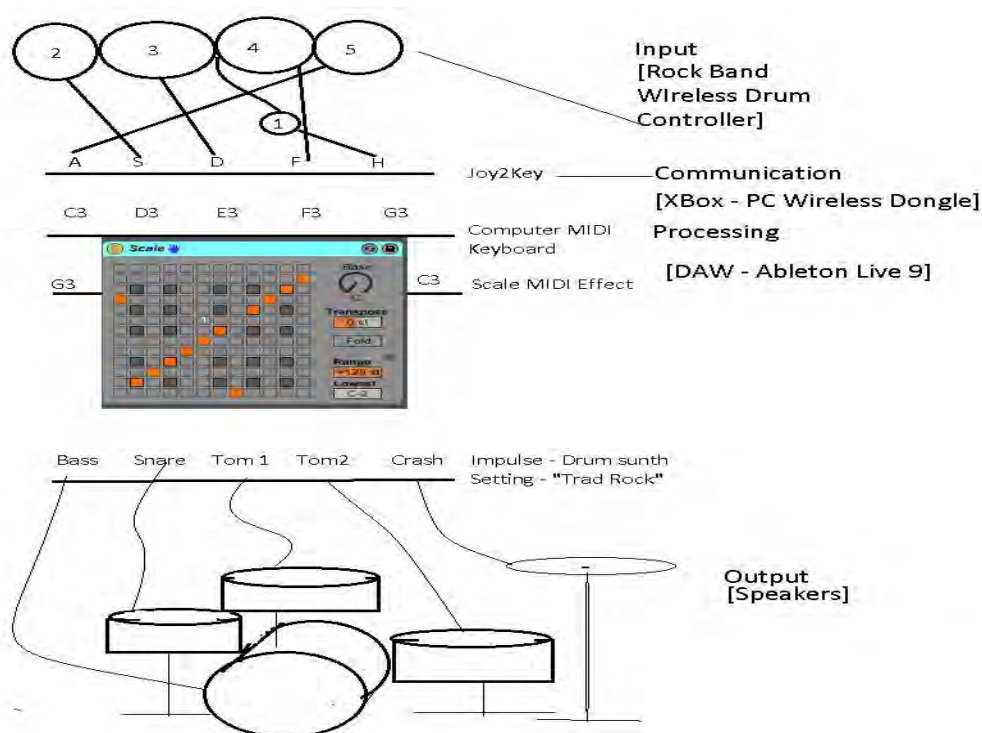 2 3 4 5
1
Input
[Rock Band
WIreless Drum
Controller]
A S D F H
Joy2Key
Communication
[XBox - PC Wireless Dongle]
C3 D3 E3 F3 G3
Computer MIDI
Keyboard
Processing
[DAW - Ableton Live 9]
Scale
Base
G3
C3
Scale MIDI Effect
Transpose
0 st
Fold
Range
+128 st
Lowest
C-2
Bass Snare Tom 1 Tom2 Crash
Impulse - Drum sunth
Setting - "Trad Rock"
Output
[Speakers]